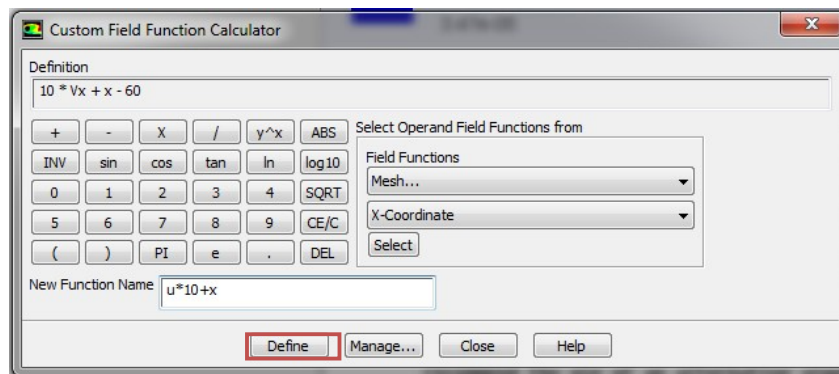 Custom Field Function Calculator
Definition
10 * Vx + x - 60
+ - X / y^x ABS
INV sin cos tan ln log10
0 1 2 3 4 SQRT
5 6 7 8 9 CE/C
( ) PI e . DEL
Select Operand Field Functions from
Field Functions
Mesh...
X-Coordinate
Select
New Function Name u*10+x
Define Manage... Close Help